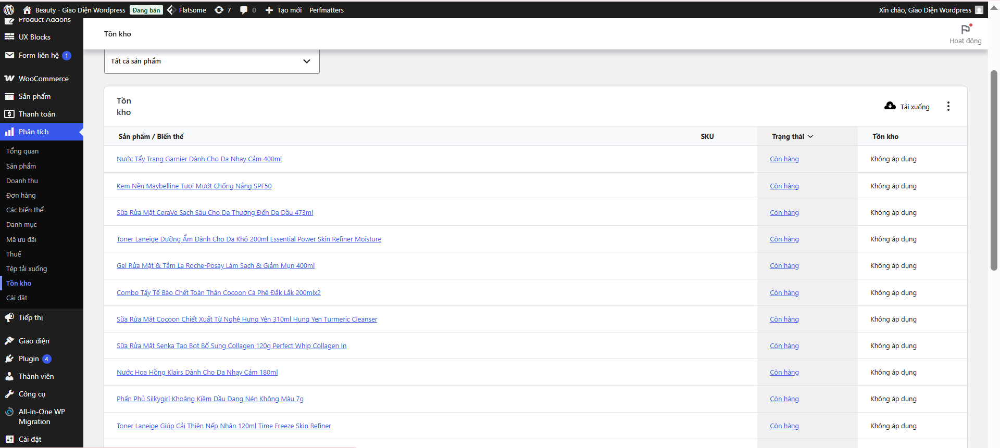 Beauty - Giao Diện Wordpress Đang bán Flatsome 7 0 Tạo mới Perfmatters Xin chào, Giao Diện Wordpress
Product Addons
UX Blocks
Form liên hệ 1
WooCommerce
Sản phẩm
Thanh toán
Phân tích
Tổng quan
Sản phẩm
Doanh thu
Đơn hàng
Các biến thể
Danh mục
Mã ưu đãi
Thuế
Tệp tải xuống
Tồn kho
Cài đặt
Tiếp thị
Giao diện
Plugin 4
Thành viên
Công cụ
All-in-One WP
Migration
Cài đặt
Tồn kho
Hoạt động
Tất cả sản phẩm
Tồn
kho
Tải xuống
Sản phẩm / Biến thể SKU Trạng thái Tồn kho
Nước Tẩy Trang Garnier Dành Cho Da Nhạy Cảm 400ml Còn hàng Không áp dụng
Kem Nền Maybelline Tươi Mướt Chống Nắng SPF50 Còn hàng Không áp dụng
Sữa Rửa Mặt CeraVe Sạch Sâu Cho Da Thường Đến Da Dầu 473ml Còn hàng Không áp dụng
Toner Laneige Dưỡng Ẩm Dành Cho Da Khô 200ml Essential Power Skin Refiner Moisture Còn hàng Không áp dụng
Gel Rửa Mặt & Tắm La Roche-Posay Làm Sạch & Giảm Mụn 400ml Còn hàng Không áp dụng
Combo Tẩy Tế Bào Chết Toàn Thân Cocoon Cà Phê Đắk Lắk 200mlx2 Còn hàng Không áp dụng
Sữa Rửa Mặt Cocoon Chiết Xuất Từ Nghệ Hưng Yên 310ml Hung Yen Turmeric Cleanser Còn hàng Không áp dụng
Sữa Rửa Mặt Senka Tạo Bọt Bổ Sung Collagen 120g Perfect Whip Collagen In Còn hàng Không áp dụng
Nước Hoa Hồng Klairs Dành Cho Da Nhạy Cảm 180ml Còn hàng Không áp dụng
Phấn Phủ Silkygirl Khoáng Kiềm Dầu Dạng Nén Không Màu 7g Còn hàng Không áp dụng
Toner Laneige Giúp Cải Thiện Nếp Nhăn 120ml Time Freeze Skin Refiner Còn hàng Không áp dụng